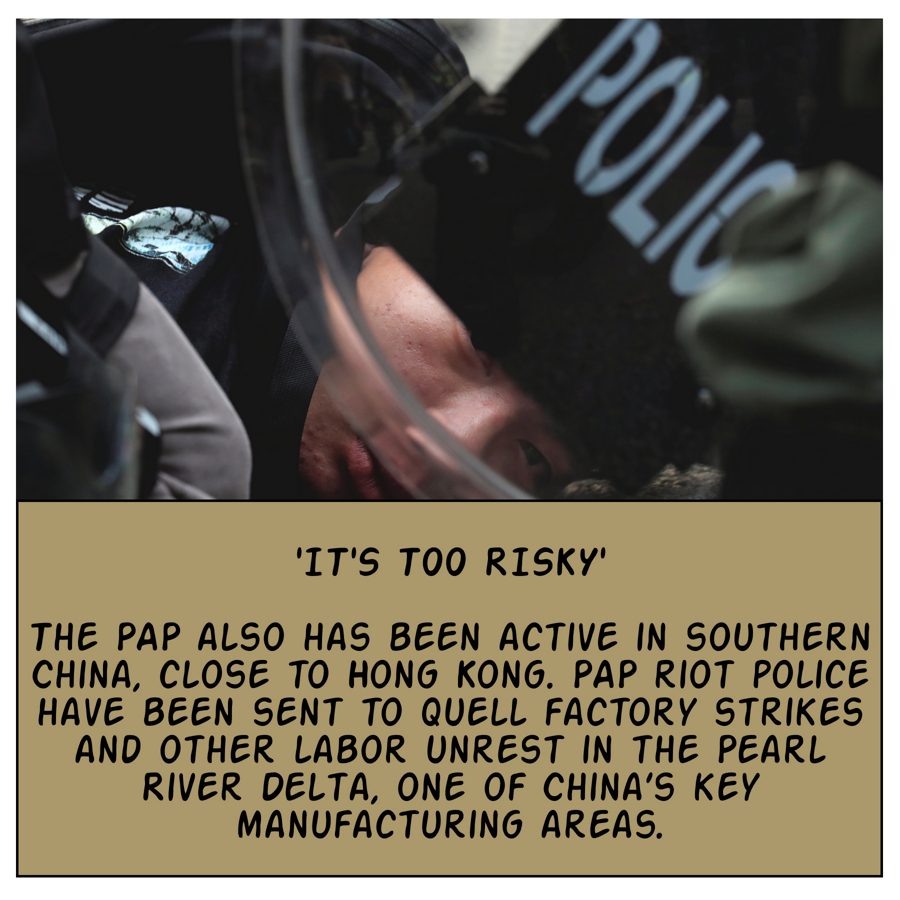 POLIC
'IT'S TOO RISKY'
THE PAP ALSO HAS BEEN ACTIVE IN SOUTHERN
CHINA, CLOSE TO HONG KONG. PAP RIOT POLICE
HAVE BEEN SENT TO QUELL FACTORY STRIKES
AND OTHER LABOR UNREST IN THE PEARL
RIVER DELTA, ONE OF CHINA'S KEY
MANUFACTURING AREAS.